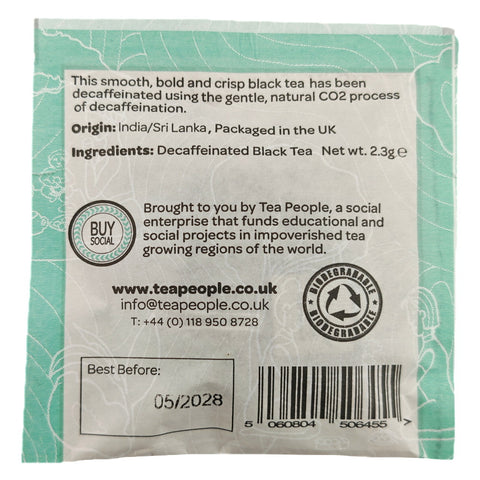 This smooth, bold and crisp black tea has been
decaffeinated using the gentle, natural CO2 process
of decaffeination.
Origin: India/Sri Lanka, Packaged in the UK
Ingredients: Decaffeinated Black Tea Net wt. 2.3g℮
BUY
SOCIAL
Brought to you by Tea People, a social
enterprise that funds educational and
social projects in impoverished tea
growing regions of the world.
www.teapeople.co.uk
info@teapeople.co.uk
T: +44 (0) 118 950 8728
BIODEGRADABLE
BIODEGRABABLE
Best Before:
05/2028
5 060804 506455 >